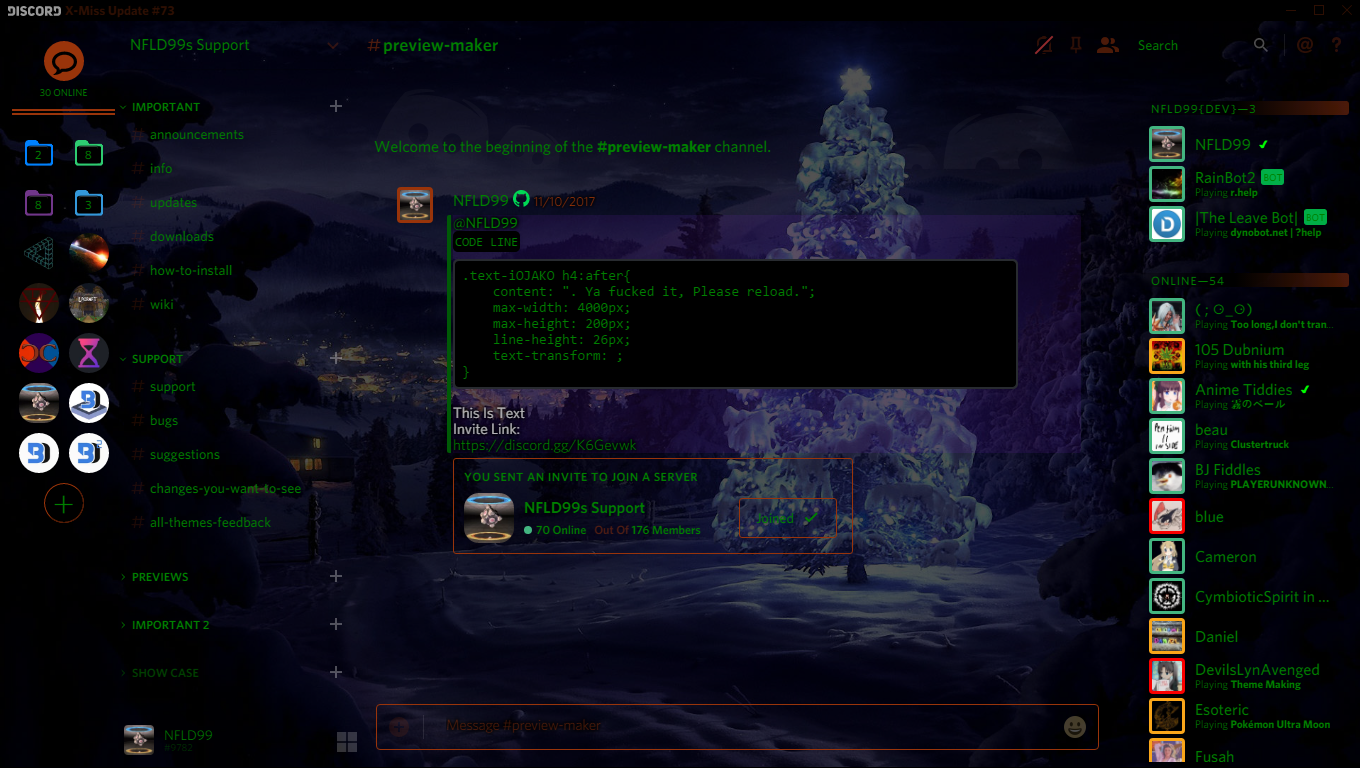 DISCORD X-Miss Update #73
NFLD99s Support
#preview-maker
Search
@ ?
30 ONLINE
2
8
8
3
IMPORTANT
# announcements
# info
# updates
# downloads
# how-to-install
# wiki
SUPPORT
# support
# bugs
# suggestions
# changes-you-want-to-see
# all-themes-feedback
PREVIEWS
IMPORTANT 2
SHOW CASE
NFLD99
#9782
Welcome to the beginning of the #preview-maker channel.
NFLD99 11/10/2017
@NFLD99
CODE LINE
.text-iOJAKO h4:after{
content: ". Ya fucked it, Please reload.";
max-width: 4000px;
max-height: 200px;
line-height: 26px;
text-transform: ;
}
This Is Text
Invite Link:
https://discord.gg/K6Gevwk
YOU SENT AN INVITE TO JOIN A SERVER
NFLD99s Support
70 Online Out Of 176 Members
Joined
Message #preview-maker
NFLD99{DEV}—3
NFLD99
RainBot2 BOT
Playing r.help
|The Leave Bot| BOT
Playing dynobot.net | ?help
ONLINE—54
( ; ʘ_ʘ)
Playing Too long,I don't tran...
105 Dubnium
Playing with his third leg
Anime Tiddies
Playing 霧のベール
beau
Playing Clustertruck
BJ Fiddles
Playing PLAYERUNKNOWN...
blue
Cameron
CymbioticSpirit in ...
Daniel
DevilsLynAvenged
Playing Theme Making
Esoteric
Playing Pokémon Ultra Moon
Fusah